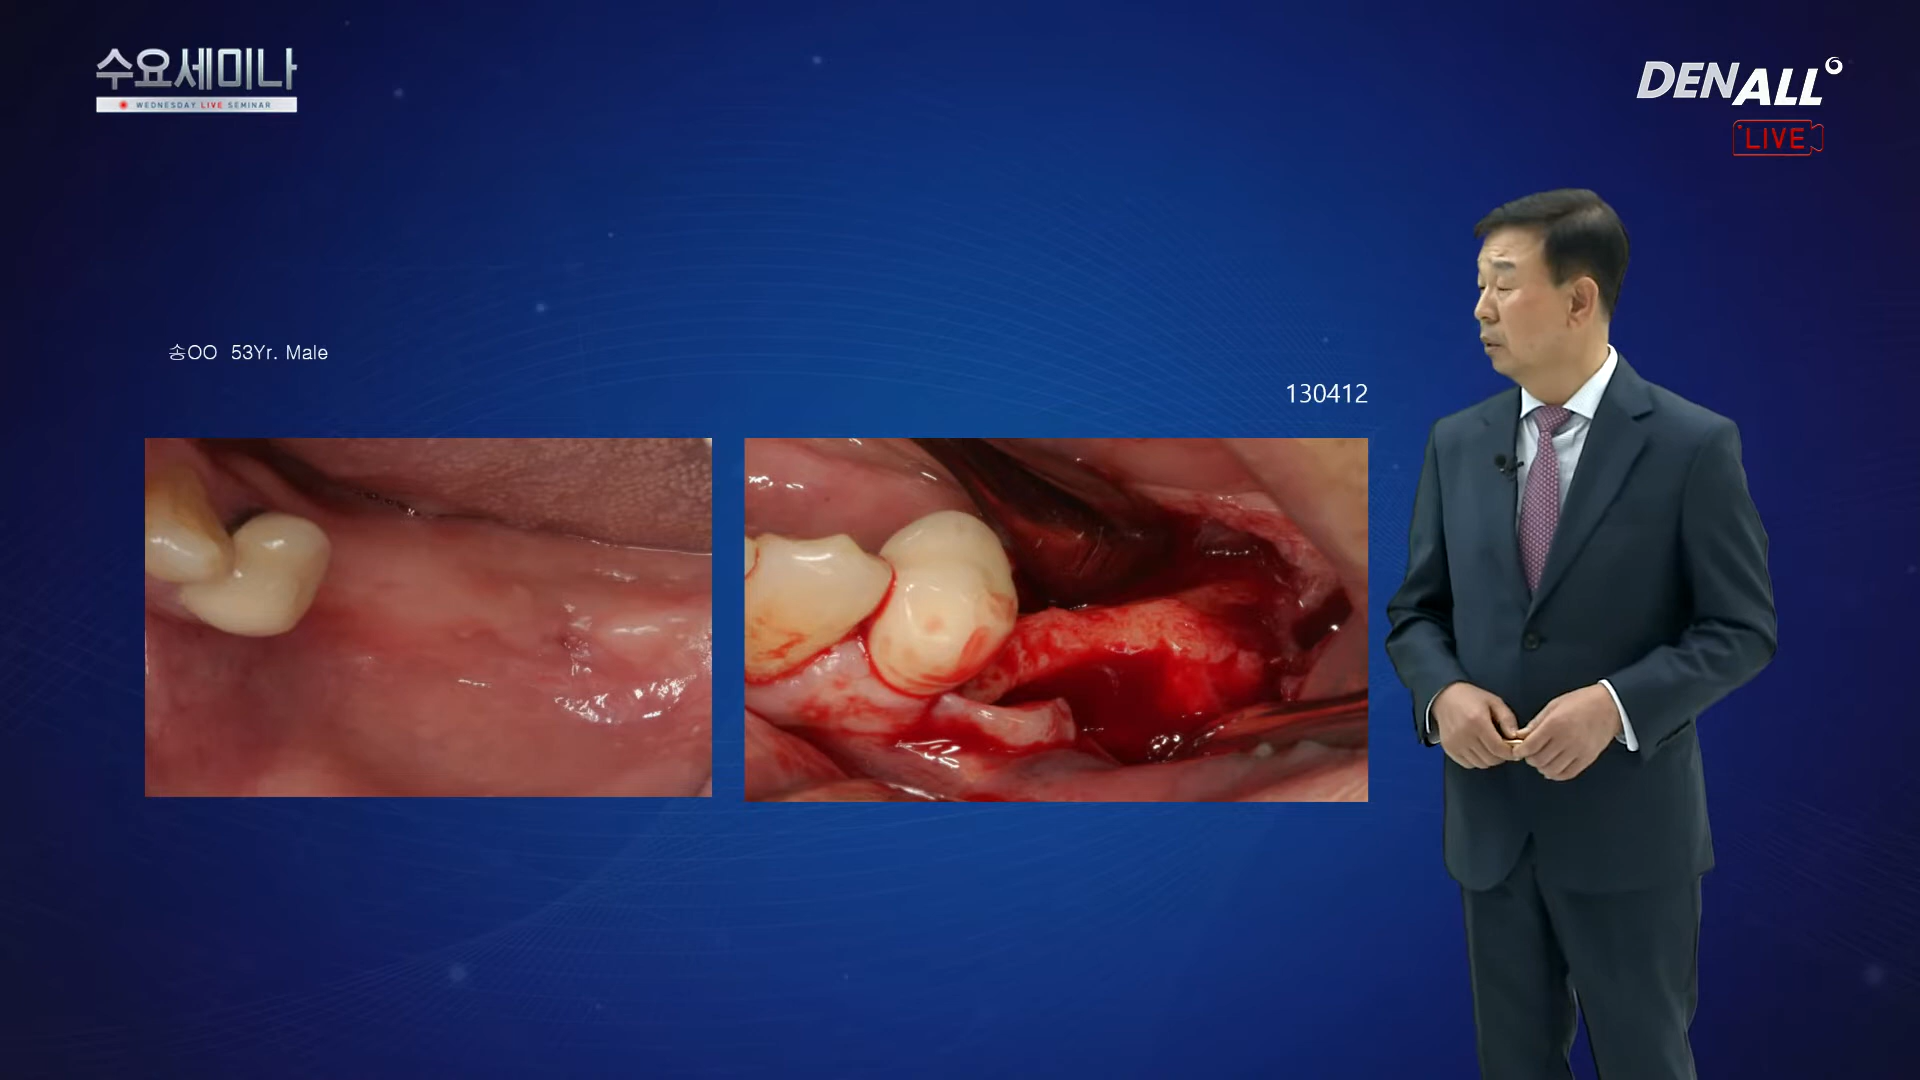 수요세미나
WEDNESDAY LIVE SEMINAR
DENALL
LIVE
송OO 53Yr. Male
130412